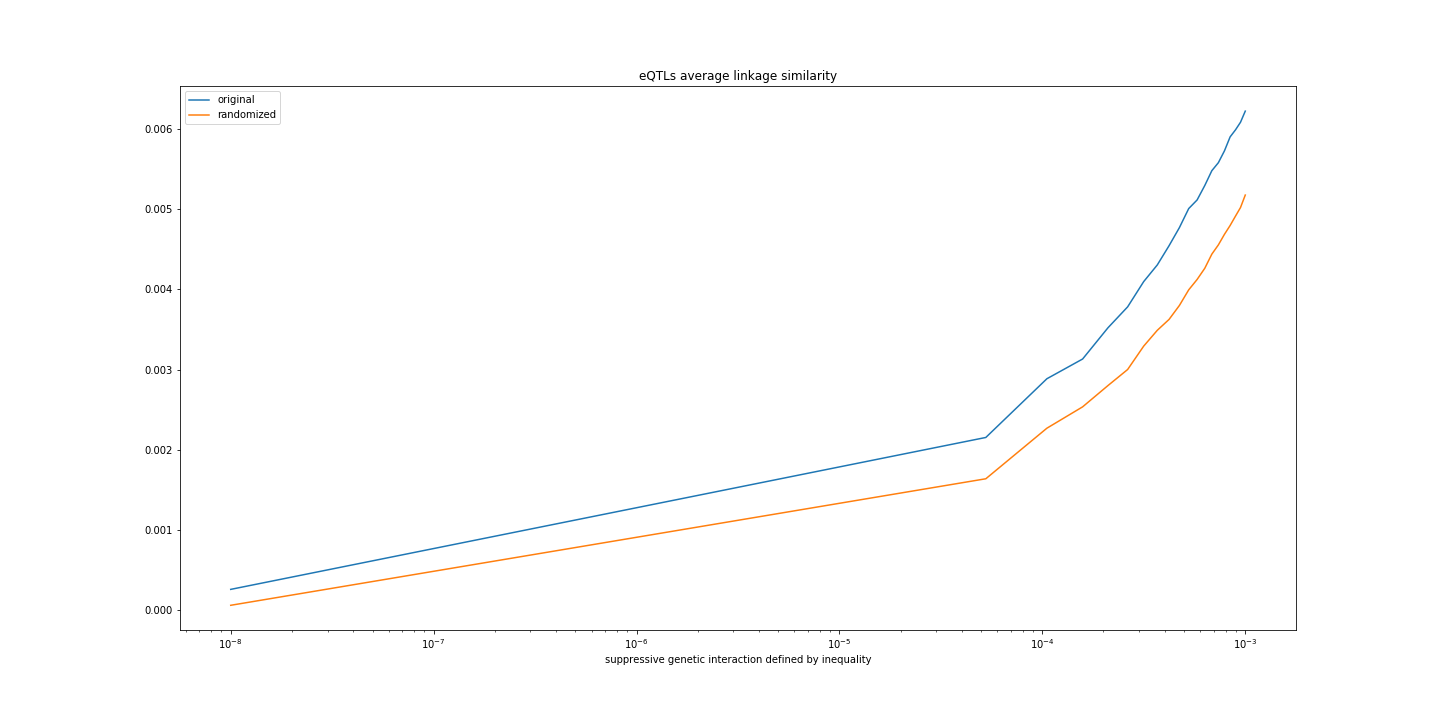 eQTLs average linkage similarity
original
randomized
0.006
0.005
0.004
0.003
0.002
0.001
0.000
10⁻⁸ 10⁻⁷ 10⁻⁶ 10⁻⁵ 10⁻⁴ 10⁻³
suppressive genetic interaction defined by inequality